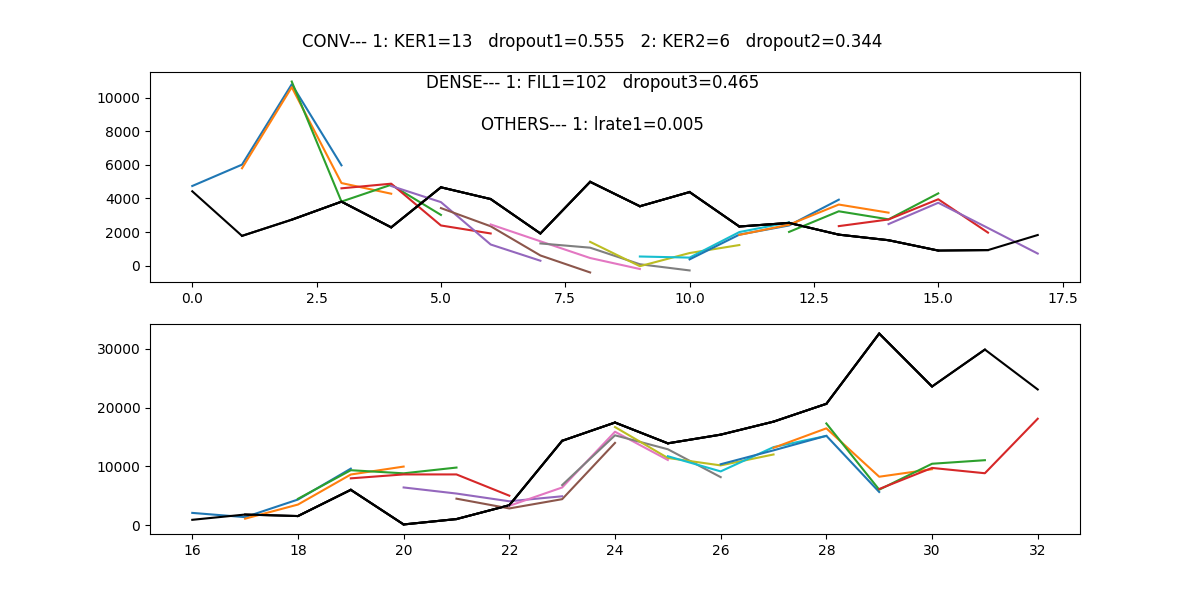 CONV--- 1: KER1=13   dropout1=0.555   2: KER2=6   dropout2=0.344
DENSE--- 1: FIL1=102   dropout3=0.465
OTHERS--- 1: lrate1=0.005
10000
8000
6000
4000
2000
0
0.0 2.5 5.0 7.5 10.0 12.5 15.0 17.5
30000
20000
10000
0
16 18 20 22 24 26 28 30 32